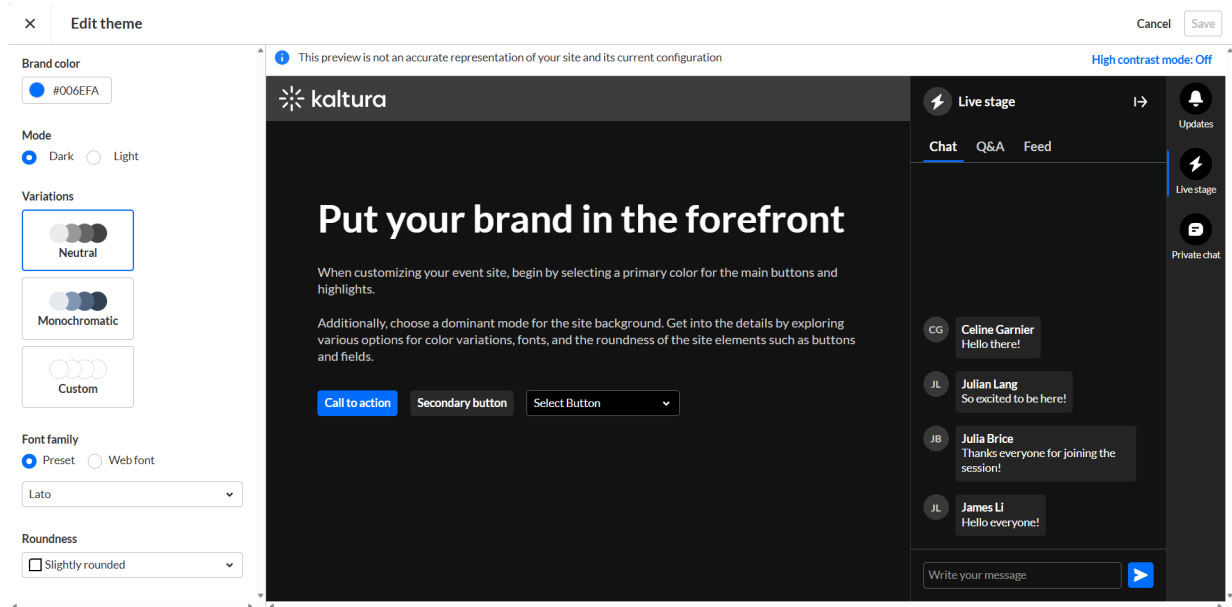 Edit theme
Cancel
Save
Brand color
#006EFA
Mode
Dark
Light
Variations
Neutral
Monochromatic
Custom
Font family
Preset
Web font
Lato
Roundness
Slightly rounded
This preview is not an accurate representation of your site and its current configuration
High contrast mode: Off
kaltura
Put your brand in the forefront
When customizing your event site, begin by selecting a primary color for the main buttons and
highlights.
Additionally, choose a dominant mode for the site background. Get into the details by exploring
various options for color variations, fonts, and the roundness of the site elements such as buttons
and fields.
Call to action
Secondary button
Select Button
Live stage
Chat
Q&A
Feed
CG
Celine Garnier
Hello there!
JL
Julian Lang
So excited to be here!
JB
Julia Brice
Thanks everyone for joining the
session!
JL
James Li
Hello everyone!
Write your message
Updates
Live stage
Private chat